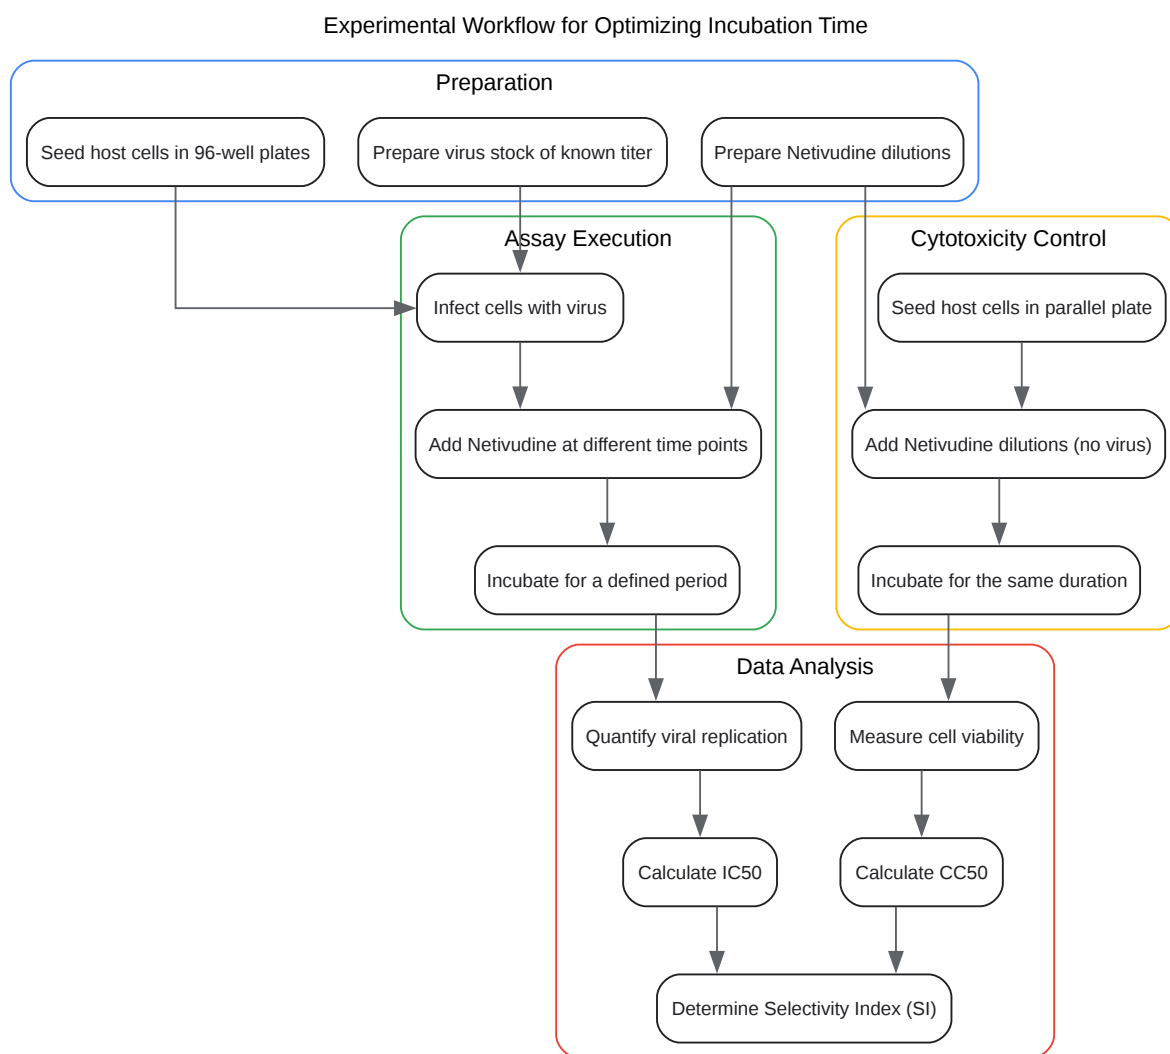 Experimental Workflow for Optimizing Incubation Time
Preparation
Seed host cells in 96-well plates
Prepare virus stock of known titer
Prepare Netivudine dilutions
Assay Execution
Cytotoxicity Control
Infect cells with virus
Seed host cells in parallel plate
Add Netivudine at different time points
Add Netivudine dilutions (no virus)
Incubate for a defined period
Incubate for the same duration
Data Analysis
Quantify viral replication
Measure cell viability
Calculate IC50
Calculate CC50
Determine Selectivity Index (SI)